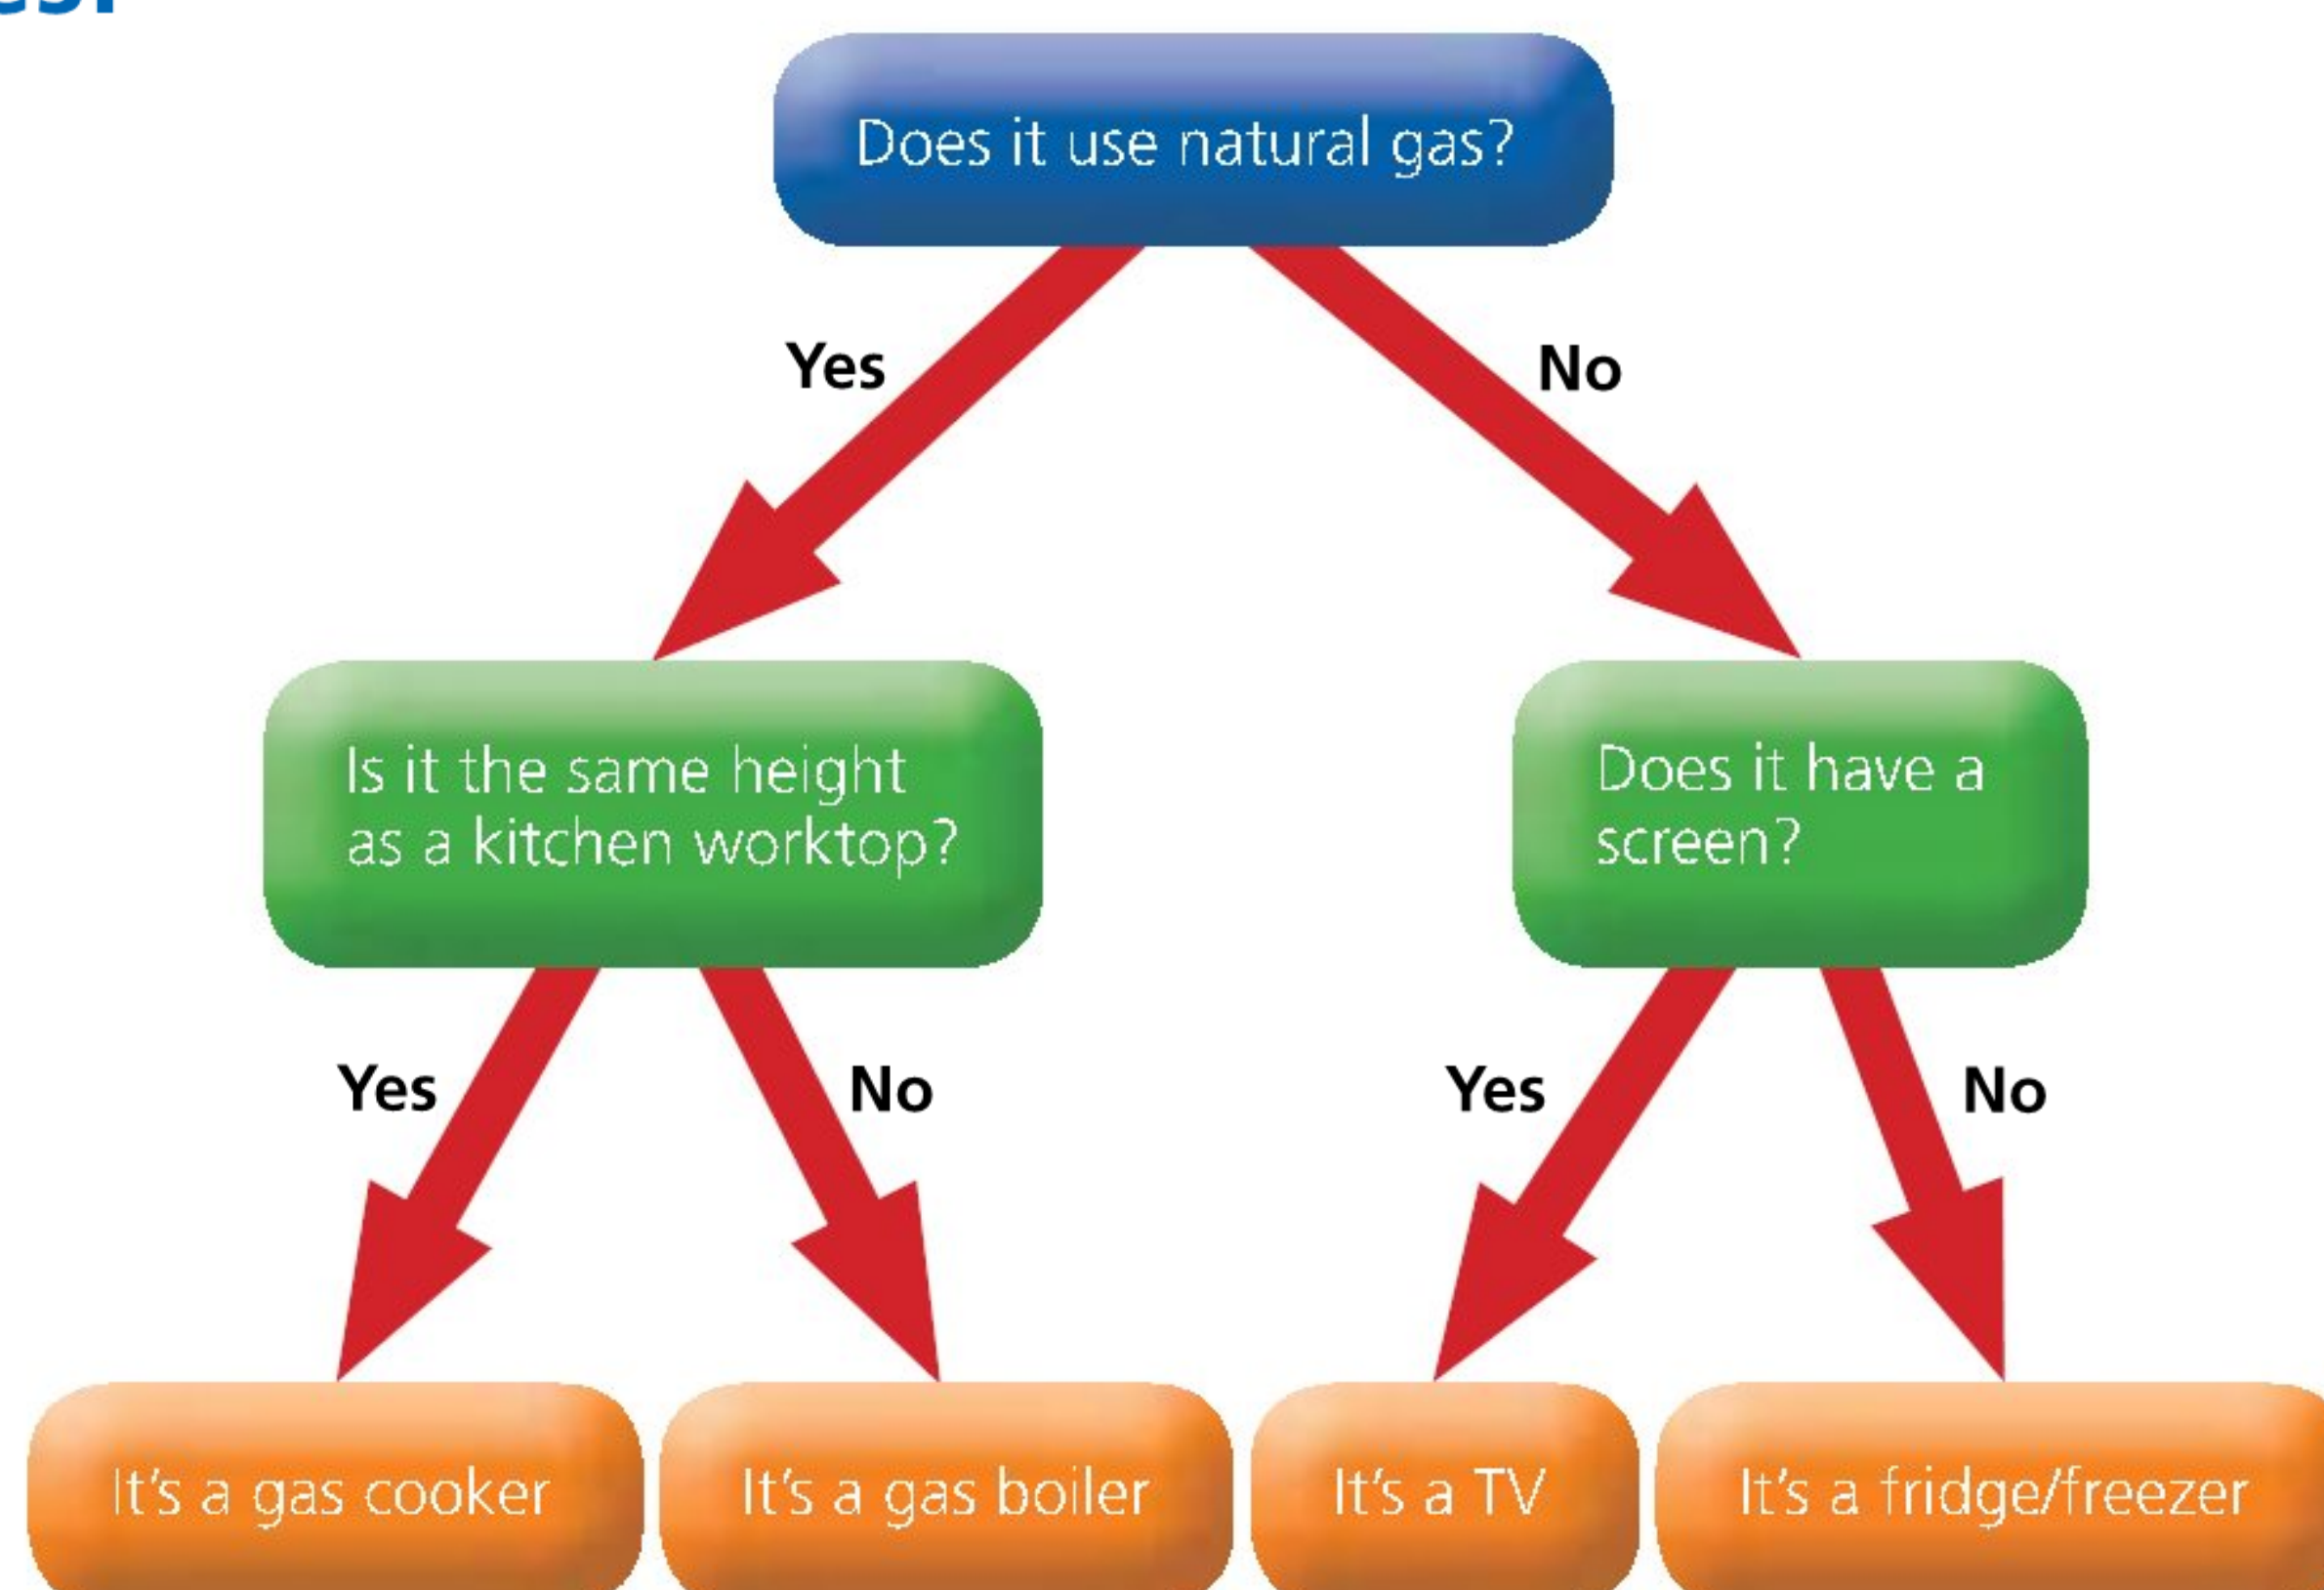 Does it use natural gas?
Yes
No
Is it the same height
as a kitchen worktop?
Does it have a
screen?
Yes
No
Yes
No
It's a gas cooker
It's a gas boiler
It's a TV
It's a fridge/freezer